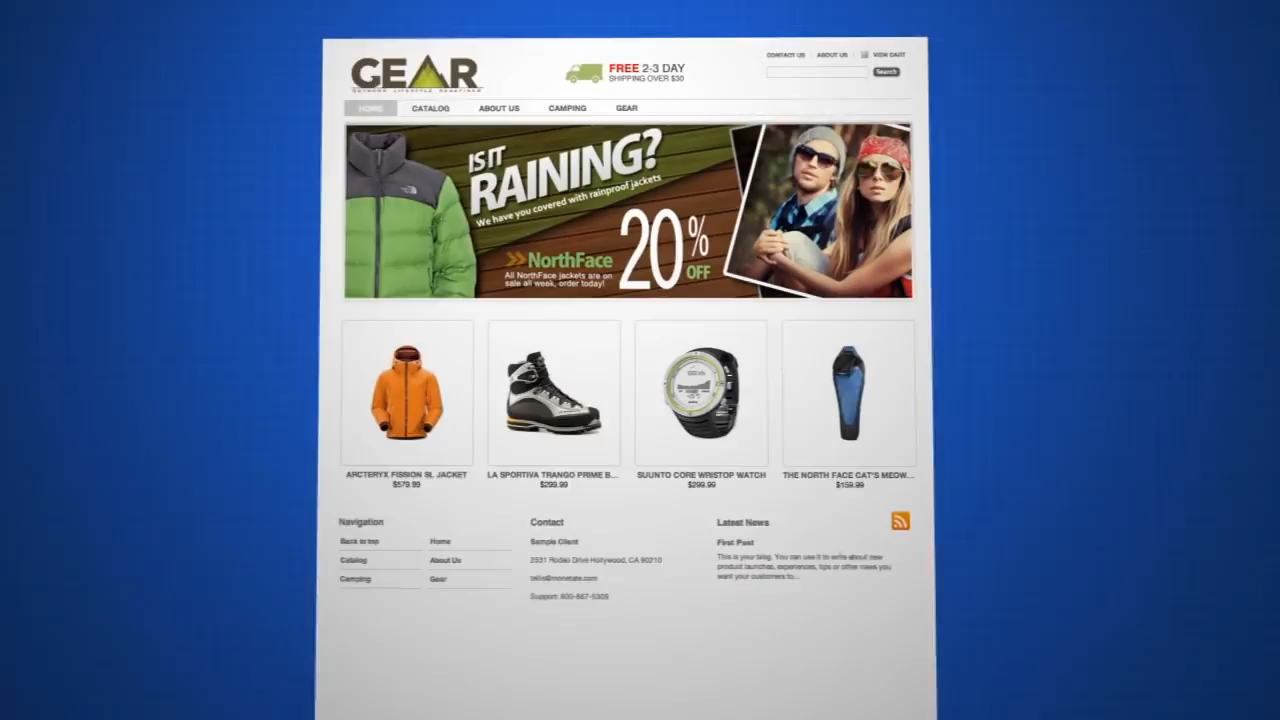 GEAR
OUTDOOR LIFESTYLE REDEFINED
FREE 2-3 DAY
SHIPPING OVER $30
CONTACT US
ABOUT US
VIEW CART
Search
HOME
CATALOG
ABOUT US
CAMPING
GEAR
IS IT
RAINING?
We have you covered with rainproof jackets
NorthFace
All NorthFace jackets are on
sale all week, order today!
20% OFF
ARCTERYX FISSION SL JACKET
$579.99
LA SPORTIVA TRANGO PRIME B...
$299.99
SUUNTO CORE WRISTOP WATCH
$299.99
THE NORTH FACE CAT'S MEOW...
$159.99
Navigation
Back to top
Home
Catalog
About Us
Camping
Gear
Contact
Sample Client
2531 Rodeo Drive Hollywood, CA 90210
tellis@monetate.com
Support: 800-867-5309
Latest News
First Post
This is your blog. You can use it to write about new
product launches, experiences, tips or other news you
want your customers to...